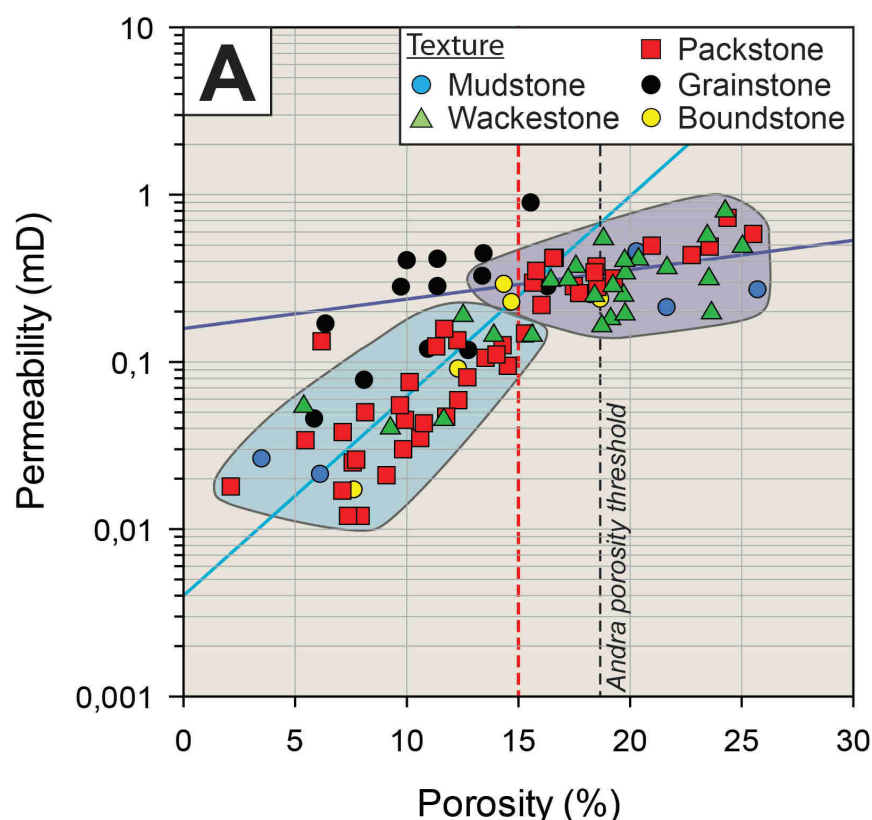 A
Texture
Mudstone
Wackestone
Packstone
Grainstone
Boundstone
10
1
0,1
0,01
0,001
Permeability (mD)
Andra porosity threshold
0 5 10 15 20 25 30
Porosity (%)